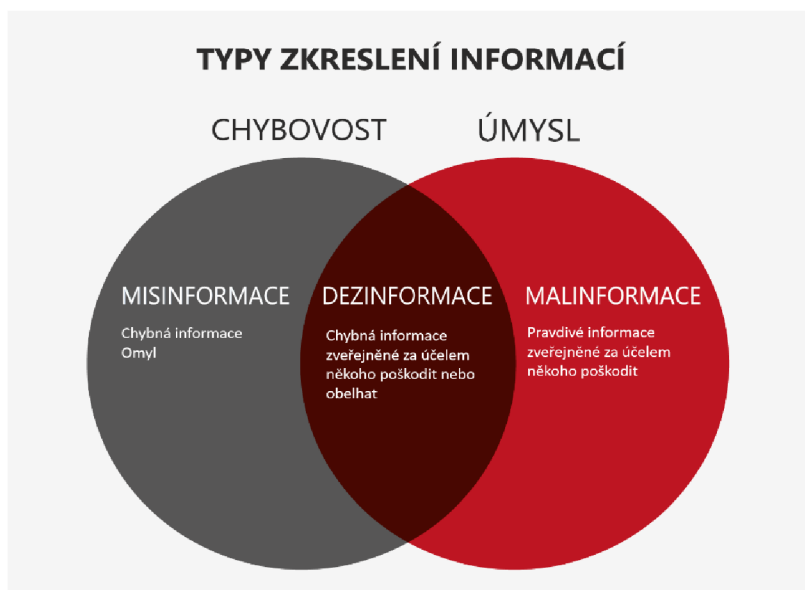 TYPY ZKRESLENÍ INFORMACÍ
CHYBOVOST
ÚMYSL
MISINFORMACE
Chybná informace
Omyl
DEZINFORMACE
Chybná informace
zveřejněné za účelem
někoho poškodit nebo
obelhat
MALINFORMACE
Pravdivé informace
zveřejněné za účelem
někoho poškodit